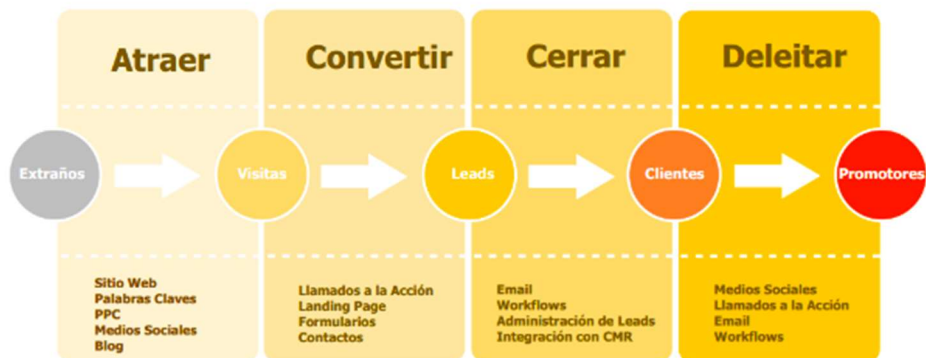 Atraer
Convertir
Cerrar
Deleitar
Extraños
Visitas
Leads
Clientes
Promotores
Sitio Web
Palabras Claves
PPC
Medios Sociales
Blog
Llamados a la Acción
Landing Page
Formularios
Contactos
Email
Workflows
Administración de Leads
Integración con CMR
Medios Sociales
Llamados a la Acción
Email
Workflows